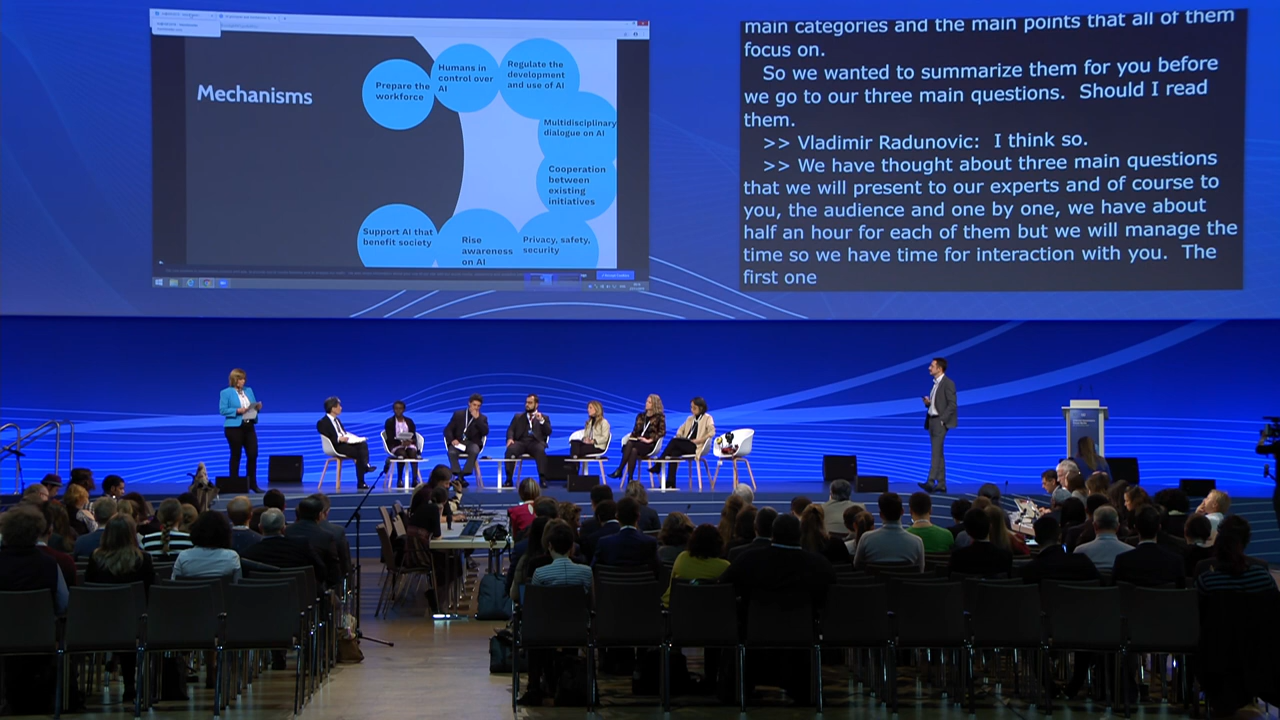 Mechanisms
Prepare the
workforce
Humans in
control over
AI
Regulate the
development
and use of AI
Multidisciplinary
dialogue on AI
Cooperation
between
existing
initiatives
Privacy, safety,
security
Rise
awareness
on AI
Support AI that
benefit society
main categories and the main points that all of them
focus on.
So we wanted to summarize them for you before
we go to our three main questions.  Should I read
them.
>> Vladimir Radunovic:  I think so.
>> We have thought about three main questions
that we will present to our experts and of course to
you, the audience and one by one, we have about
half an hour for each of them but we will manage the
time so we have time for interaction with you.  The
first one